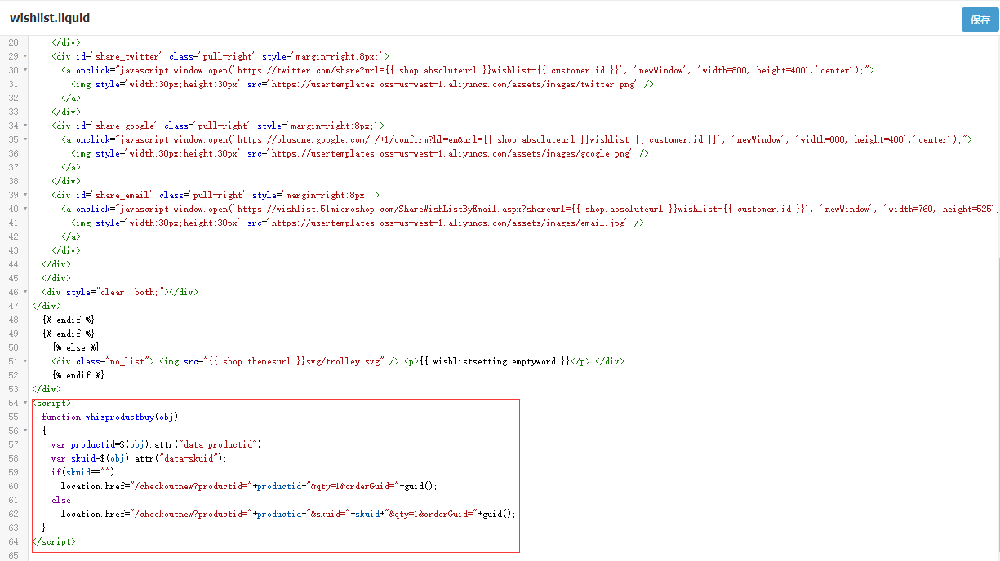 wishlist.liquid
保存
28 </div>
29 <div id='share_twitter' class='pull-right' style='margin-right:8px;'>
30 <a onclick="javascript:window.open('https://twitter.com/share?url={{ shop.absoluteurl }}wishlist-{{ customer.id }}', 'newWindow', 'width=800, height=400','center');">
31 <img style='width:30px;height:30px' src='https://usertemplates.oss-us-west-1.aliyuncs.com/assets/images/twitter.png' />
32 </a>
33 </div>
34 <div id='share_google' class='pull-right' style='margin-right:8px;'>
35 <a onclick="javascript:window.open('https://plusone.google.com/_/+1/confirm?hl=en&url={{ shop.absoluteurl }}wishlist-{{ customer.id }}', 'newWindow', 'width=800, height=400','center');">
36 <img style='width:30px;height:30px' src='https://usertemplates.oss-us-west-1.aliyuncs.com/assets/images/google.png' />
37 </a>
38 </div>
39 <div id='share_email' class='pull-right' style='margin-right:8px;'>
40 <a onclick="javascript:window.open('https://wishlist.51microshop.com/ShareWishListByEmail.aspx?shareurl={{ shop.absoluteurl }}wishlist-{{ customer.id }}', 'newWindow', 'width=760, height=525'.
41 <img style='width:30px;height:30px' src='https://usertemplates.oss-us-west-1.aliyuncs.com/assets/images/email.jpg' />
42 </a>
43 </div>
44 </div>
45 </div>
46 <div style="clear: both;"></div>
47 </div>
48 {% endif %}
49 {% endif %}
50 {% else %}
51 <div class="no_list"> <img src="{{ shop.themesurl }}svg/trolley.svg" /> <p>{{ wishlistsetting.emptyword }}</p> </div>
52 {% endif %}
53 </div>
54 <script>
55 function whisproductbuy(obj)
56 {
57 var productid=$(obj).attr("data-productid");
58 var skuid=$(obj).attr("data-skuid");
59 if(skuid=="")
60 location.href="/checkoutnew?productid="+productid+"&qty=1&orderGuid="+guid();
61 else
62 location.href="/checkoutnew?productid="+productid+"&skuid="+skuid+"&qty=1&orderGuid="+guid();
63 }
64 </script>
65